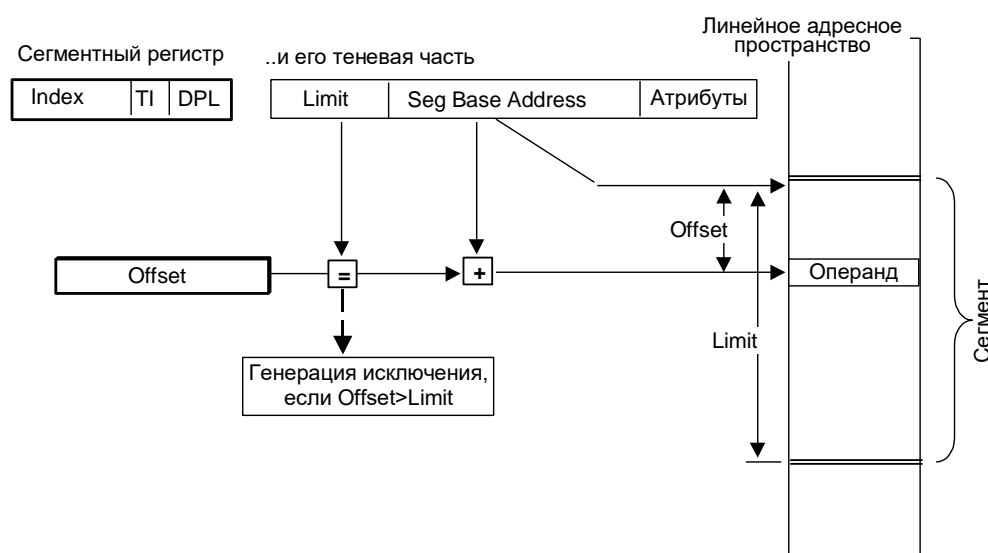 Линейное адресное
пространство
Сегментный регистр
..и его теневая часть
Index TI DPL
Limit Seg Base Address Атрибуты
Offset
Offset = + Операнд
Limit
Сегмент
Генерация исключения,
если Offset>Limit